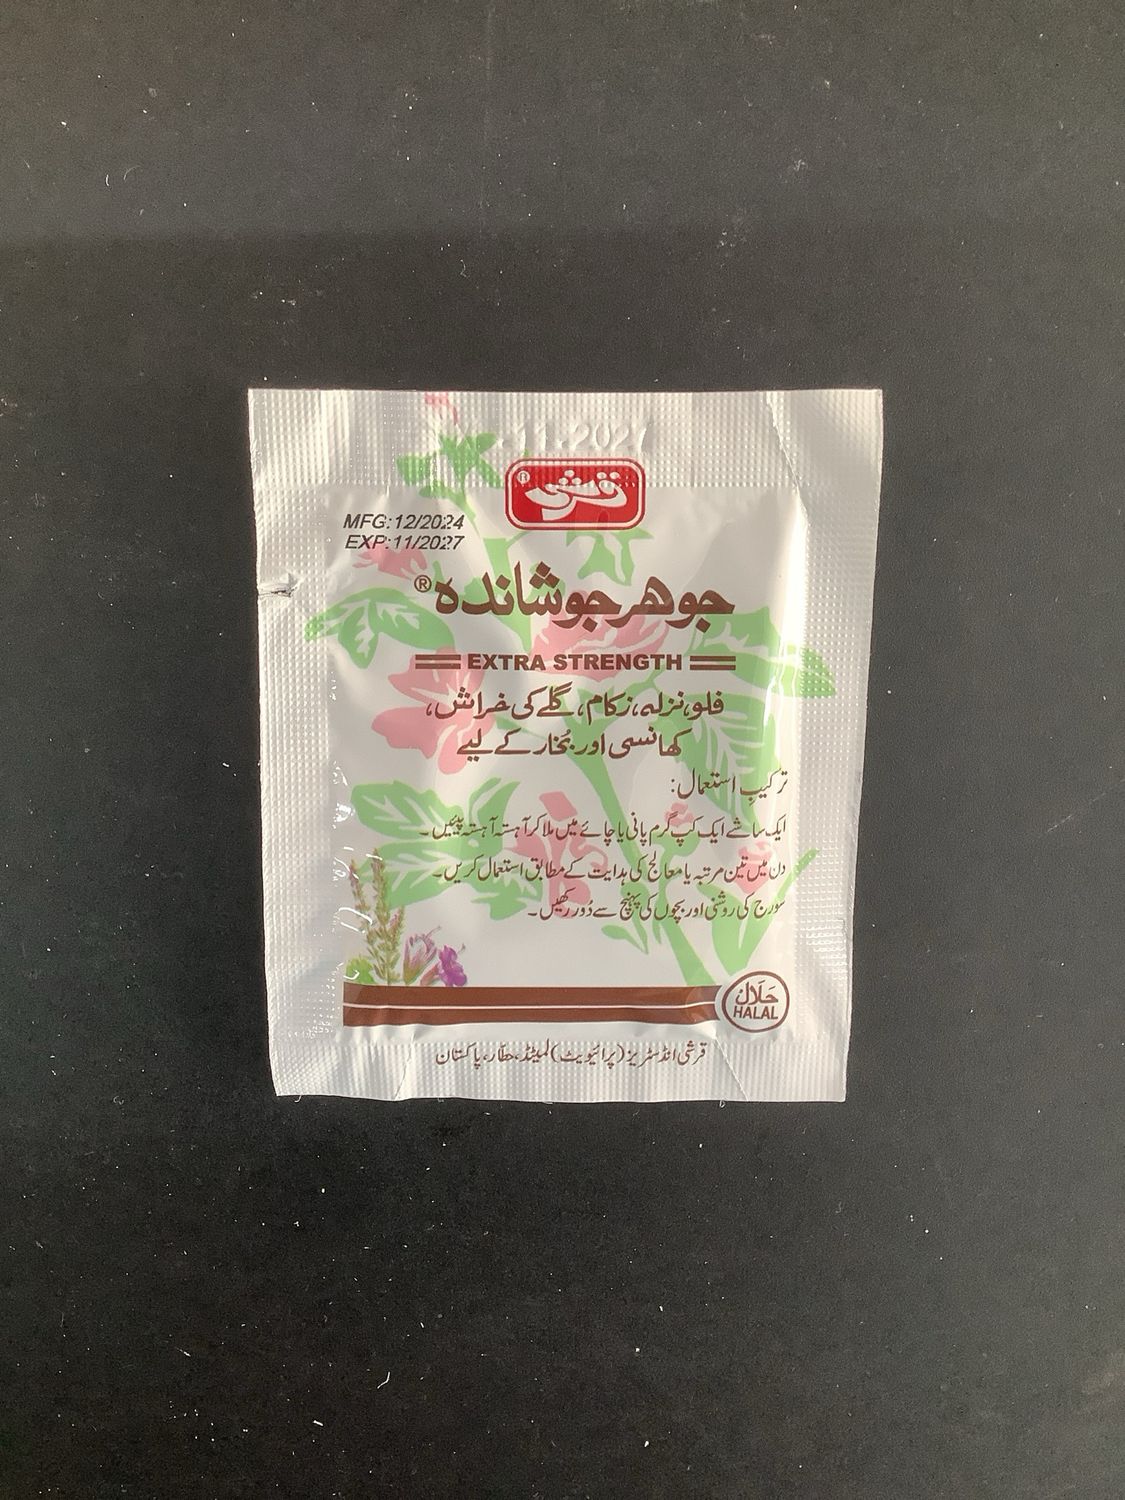 11.2027
قرشی ®
MFG:12/2024
EXP:11/2027
جوھر جوشاندہ ®
EXTRA STRENGTH
فلو، نزلہ، زکام، گلے کی خراش،
کھانسی اور بخار کے لیے
ترکیبِ استعمال:
ایک ساشے ایک کپ گرم پانی یا چائے میں ملا کر آہستہ آہستہ پیئیں۔
دن میں تین مرتبہ یا معالج کی ہدایت کے مطابق استعمال کریں۔
سورج کی روشنی اور بچوں کی پہنچ سے دُور رکھیں۔
حَلَال
HALAL
قرشی انڈسٹریز (پرائیویٹ) لمیٹڈ، حطار، پاکستان